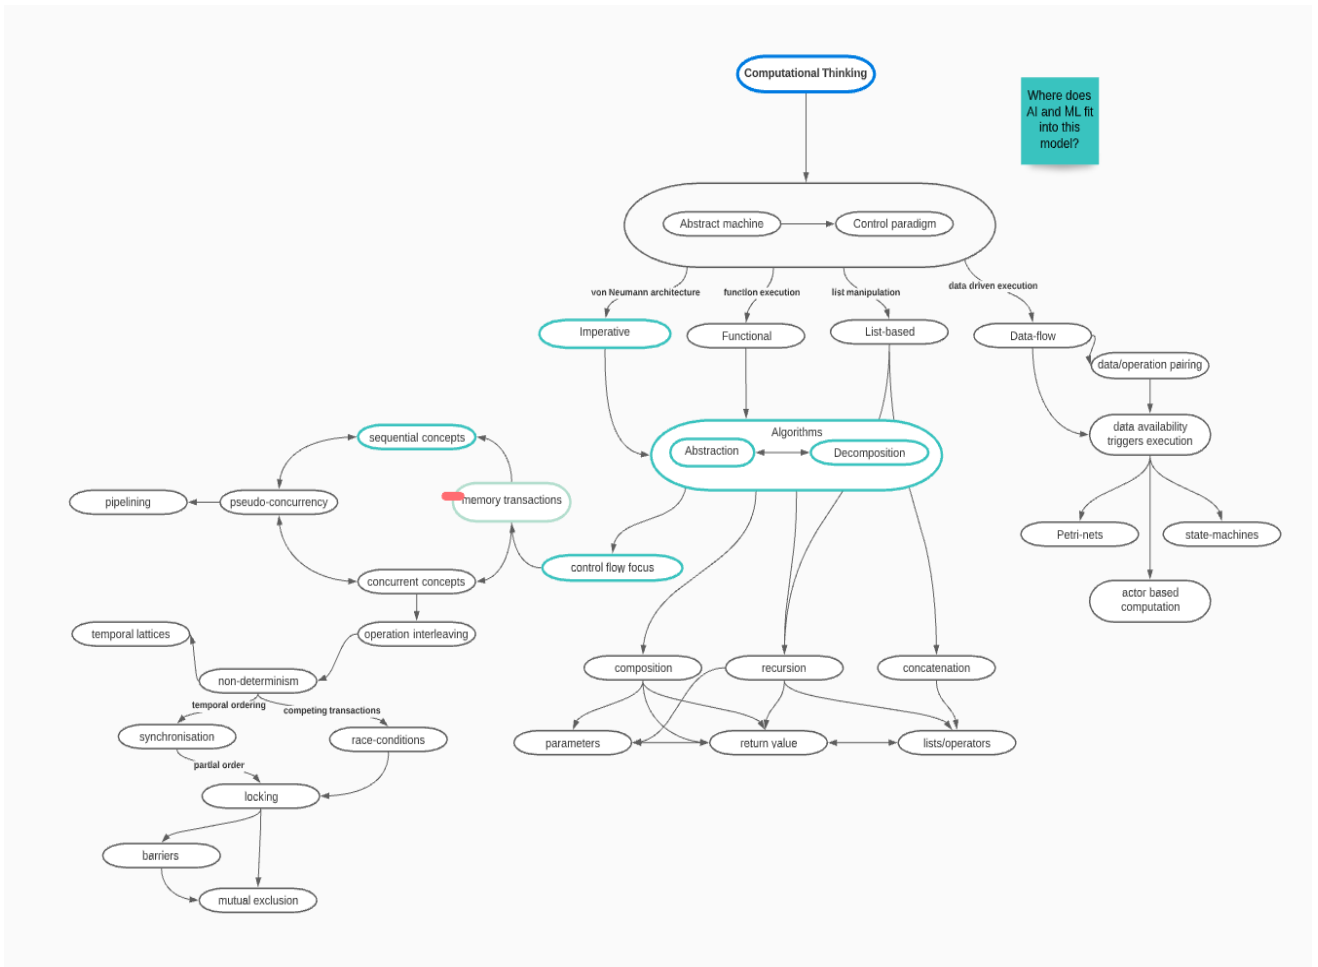 Computational Thinking
Where does
AI and ML fit
into this
model?
Abstract machine
Control paradigm
von Neumann architecture
function execution
list manipulation
data driven execution
Imperative
Functional
List-based
Data-flow
data/operation pairing
Algorithms
Abstraction
Decomposition
data availability
triggers execution
sequential concepts
pipelining
pseudo-concurrency
memory transactions
Petri-nets
state-machines
concurrent concepts
control flow focus
actor based
computation
temporal lattices
operation interleaving
non-determinism
composition
recursion
concatenation
temporal ordering
competing transactions
synchronisation
race-conditions
parameters
return value
lists/operators
partial order
locking
barriers
mutual exclusion